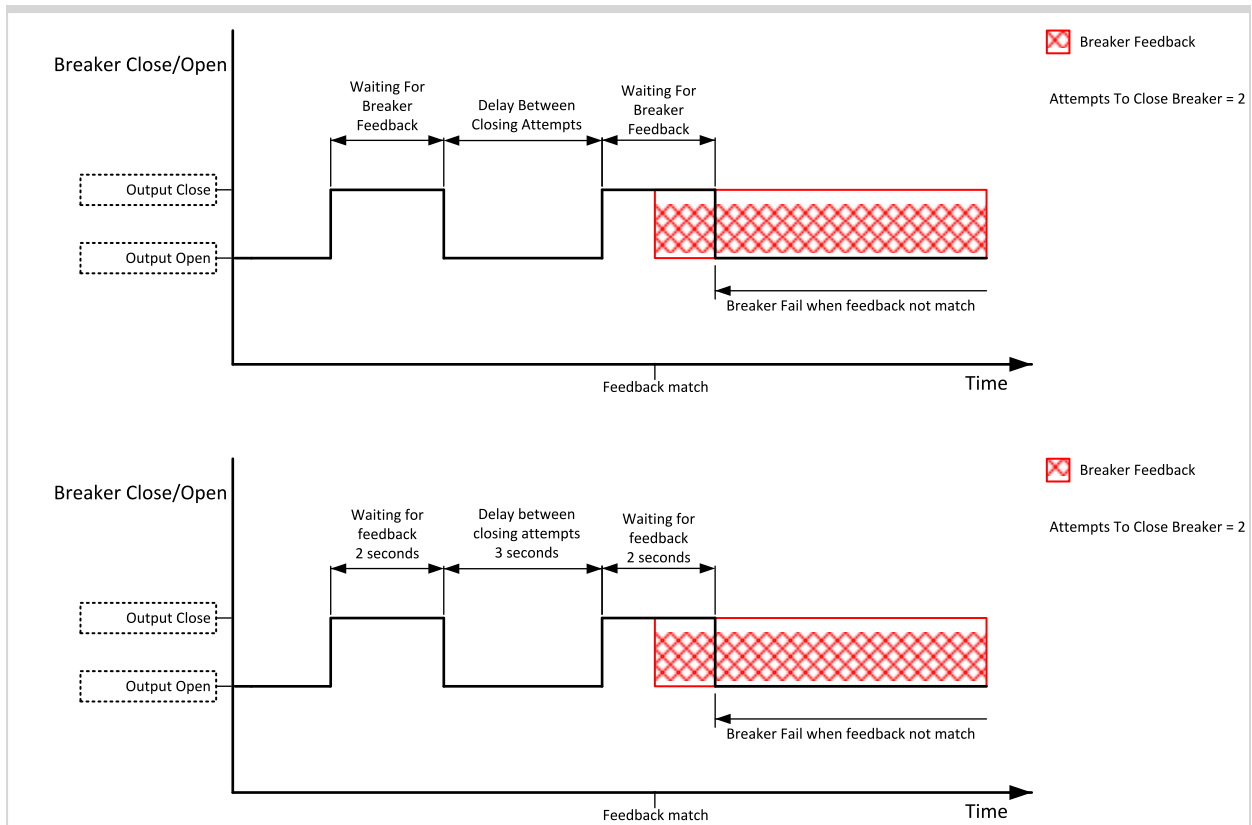 Breaker Close/Open
Waiting For
Breaker
Feedback
Delay Between
Closing Attempts
Waiting For
Breaker
Feedback
Breaker Feedback
Attempts To Close Breaker = 2
Output Close
Output Open
Breaker Fail when feedback not match
Feedback match
Time
Breaker Close/Open
Waiting for
feedback
2 seconds
Delay between
closing attempts
3 seconds
Waiting for
feedback
2 seconds
Breaker Feedback
Attempts To Close Breaker = 2
Output Close
Output Open
Breaker Fail when feedback not match
Feedback match
Time